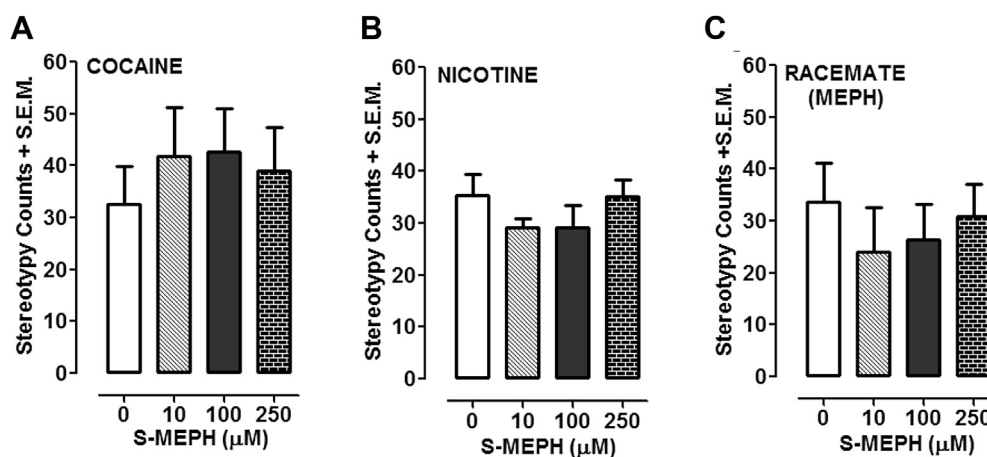 A
COCAINE
Stereotypy Counts + S.E.M.
60
50
40
30
20
10
0
0 10 100 250
S-MEPH (μM)
B
NICOTINE
Stereotypy Counts + S.E.M.
60
50
40
30
20
10
0
0 10 100 250
S-MEPH (μM)
C
RACEMATE
(MEPH)
Stereotypy Counts +S.E.M.
60
50
40
30
20
10
0
0 10 100 250
S-MEPH (μM)